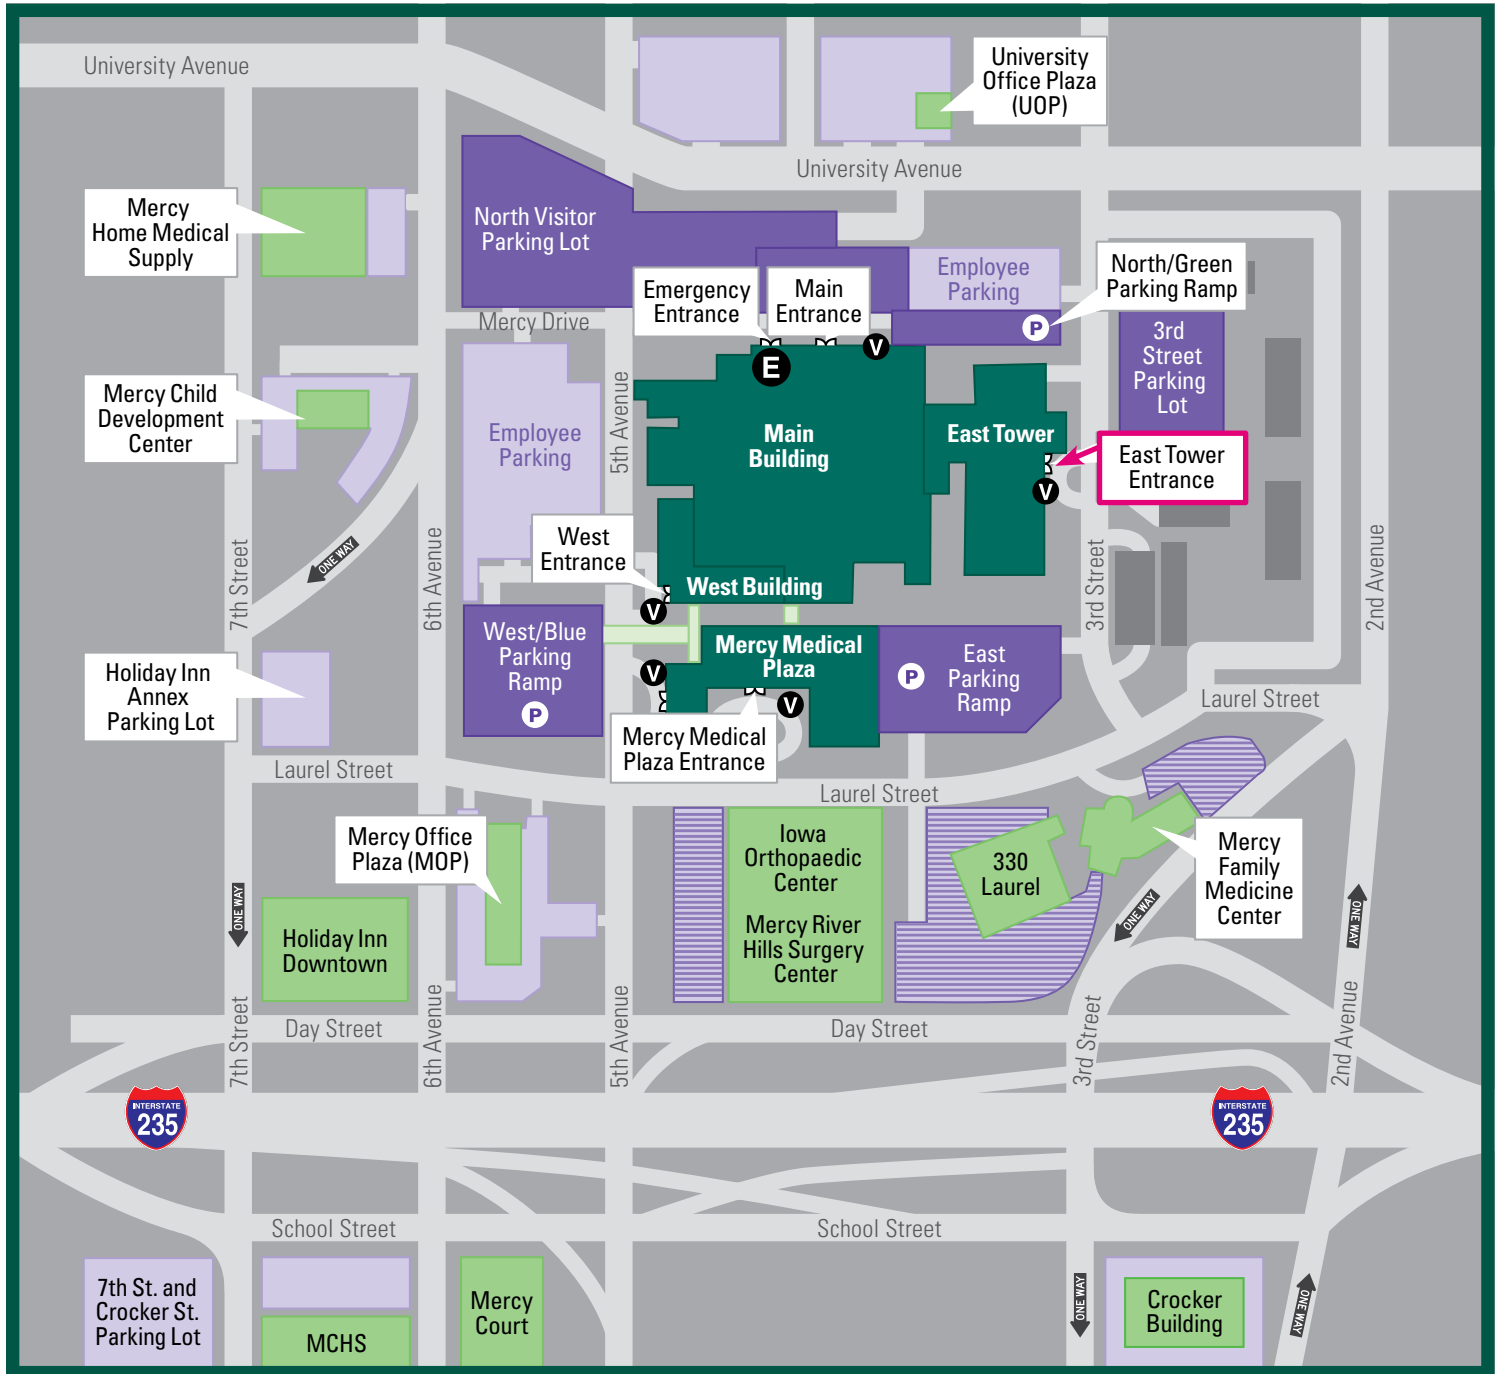 University Avenue
University
Office Plaza
(UOP)
University Avenue
Mercy
Home Medical
Supply
North Visitor
Parking Lot
Employee
Parking
North/Green
Parking Ramp
P
Emergency
Entrance
Main
Entrance
V
E
Mercy Drive
3rd
Street
Parking
Lot
Mercy Child
Development
Center
Employee
Parking
5th Avenue
Main
Building
East Tower
East Tower
Entrance
V
West
Entrance
V
West Building
ONE WAY
7th Street
6th Avenue
3rd Street
2nd Avenue
West/Blue
Parking
Ramp
P
Mercy Medical
Plaza
V
V
P
East
Parking
Ramp
Holiday Inn
Annex
Parking Lot
Mercy Medical
Plaza Entrance
Laurel Street
Laurel Street
Laurel Street
Mercy Office
Plaza (MOP)
Iowa
Orthopaedic
Center
Mercy River
Hills Surgery
Center
330
Laurel
Mercy
Family
Medicine
Center
ONE WAY
ONE WAY
ONE WAY
Holiday Inn
Downtown
7th Street
6th Avenue
5th Avenue
3rd Street
2nd Avenue
Day Street
Day Street
INTERSTATE
235
INTERSTATE
235
School Street
School Street
7th St. and
Crocker St.
Parking Lot
MCHS
Mercy
Court
ONE WAY
Crocker
Building
ONE WAY